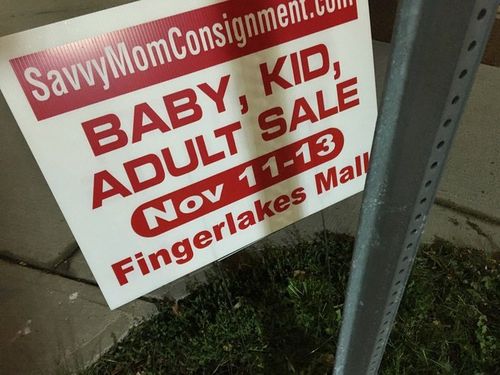 SavvyMomConsignment.com
BABY, KID,
ADULT SALE
Nov 11-13
Fingerlakes Mall